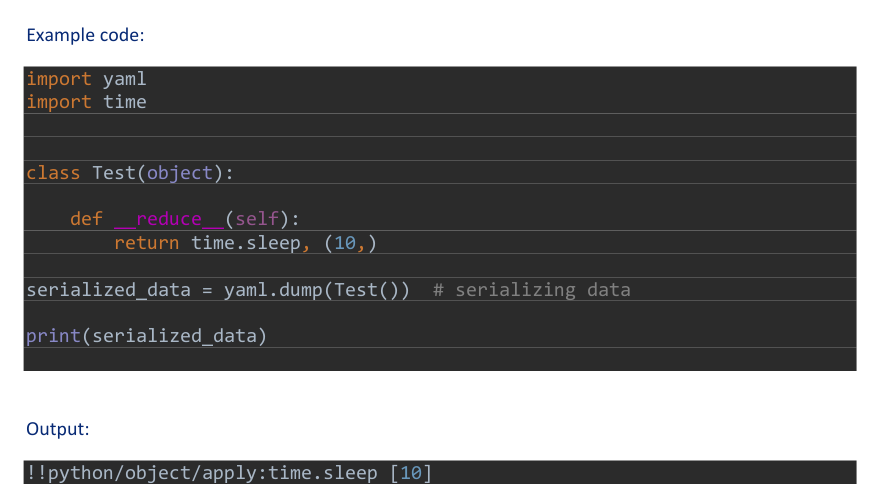 Example code:
import yaml
import time
class Test(object):
    def __reduce__(self):
        return time.sleep, (10,)
serialized_data = yaml.dump(Test())  # serializing data
print(serialized_data)
Output:
!!python/object/apply:time.sleep [10]